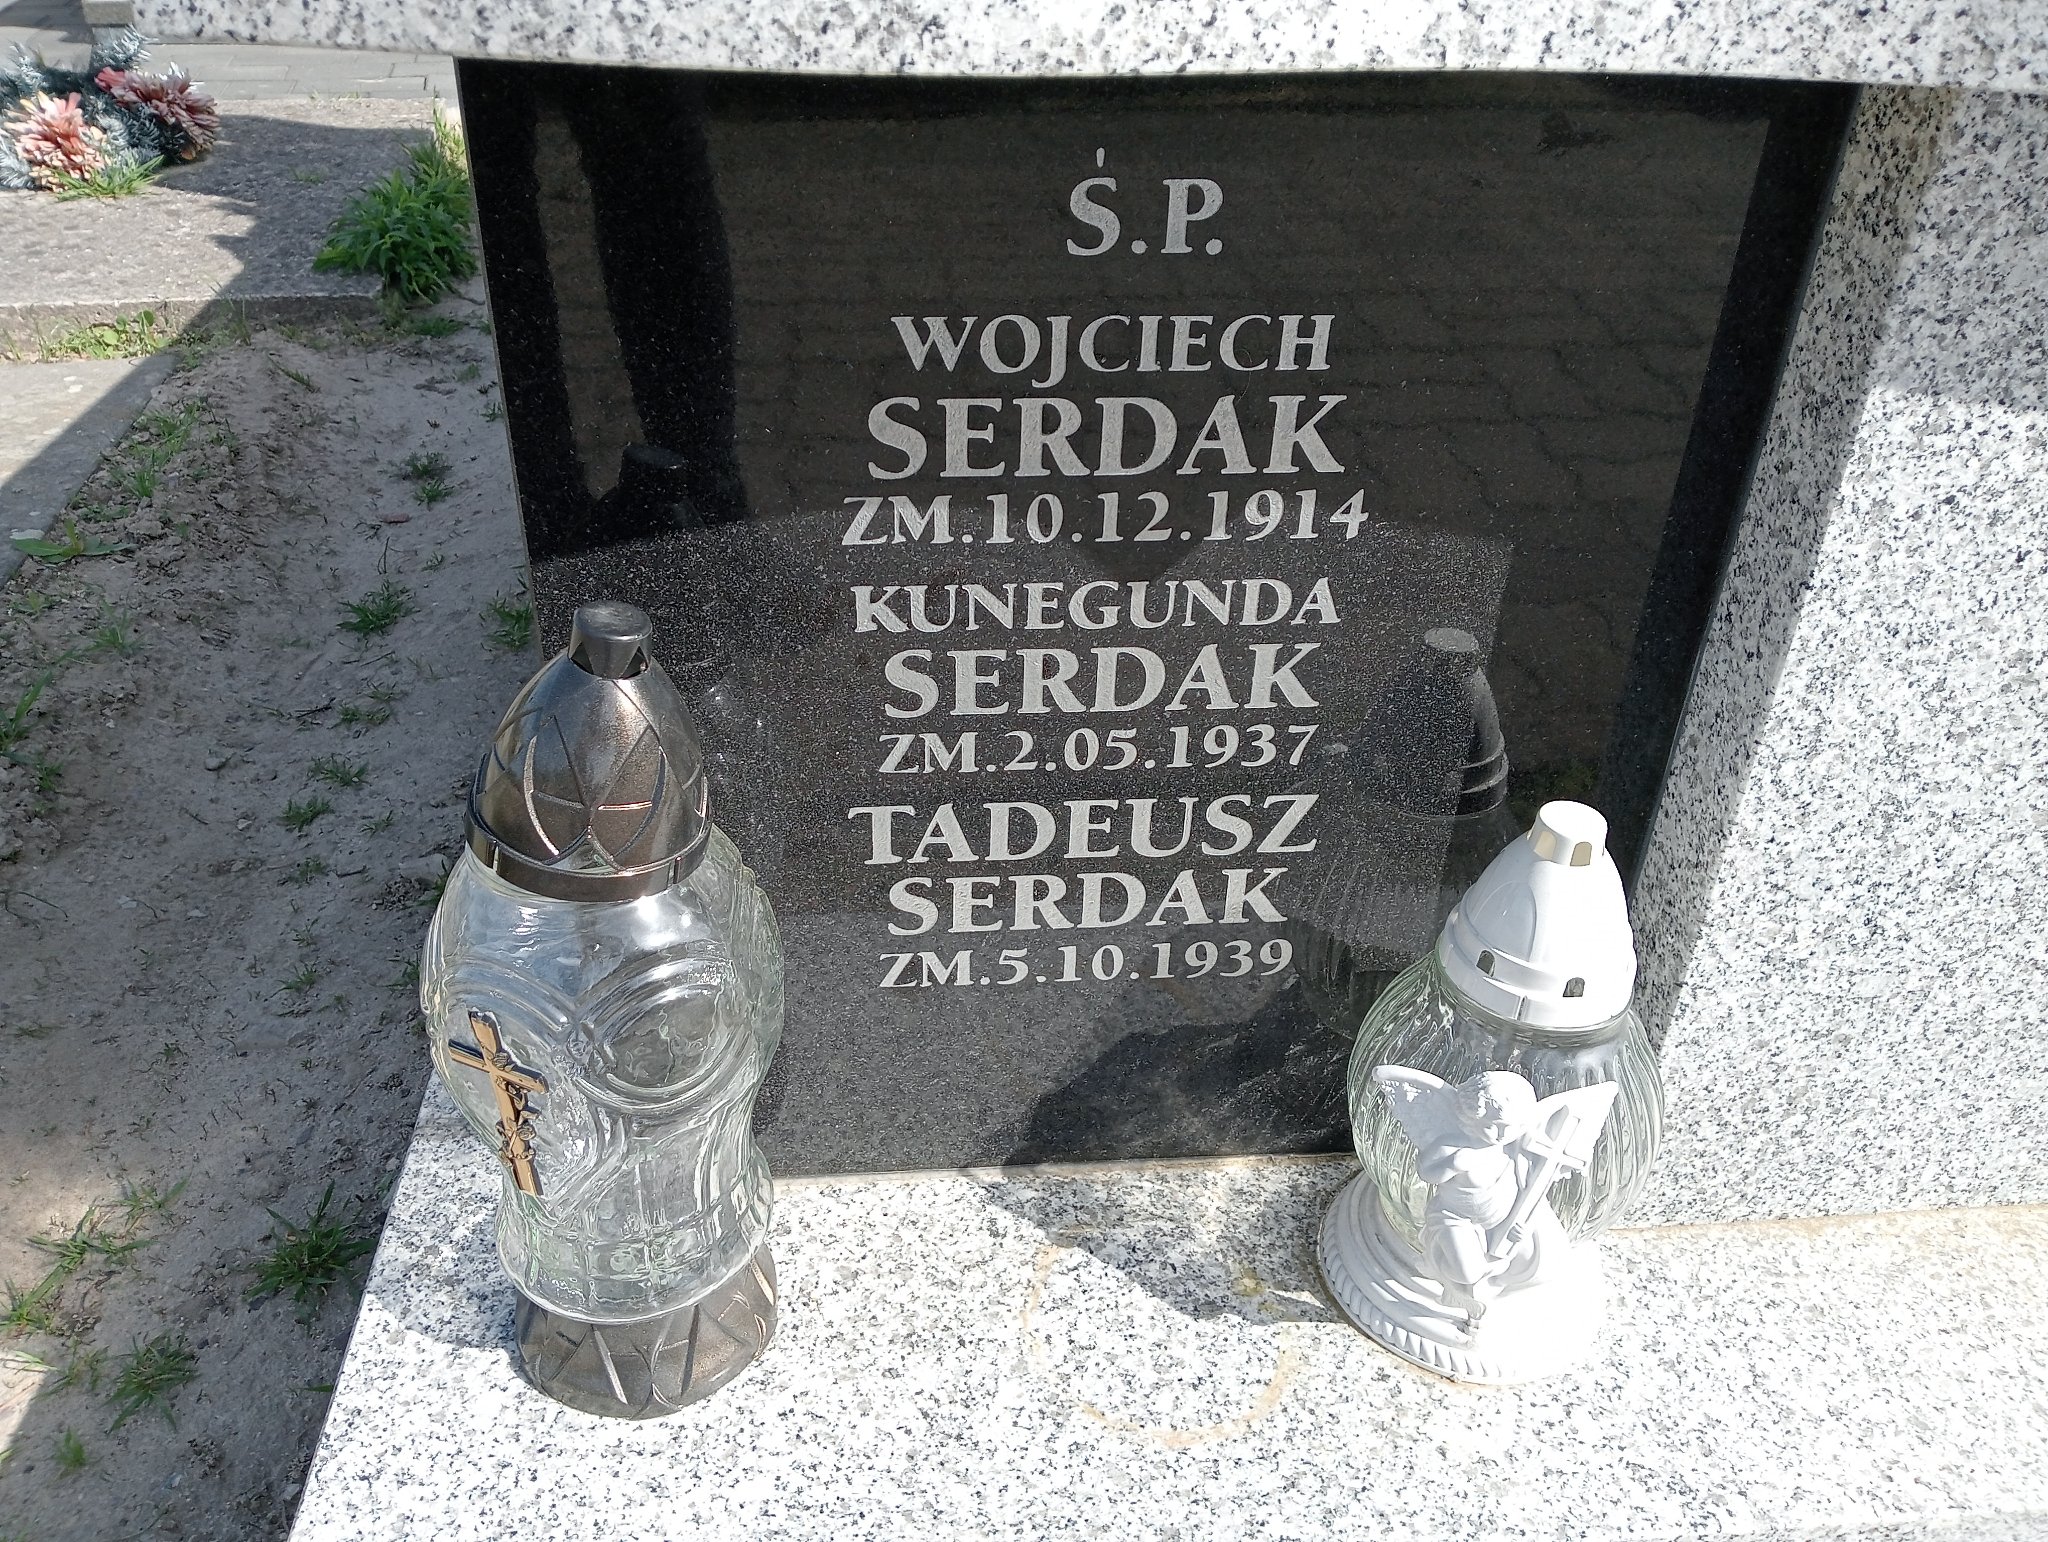 Ś.P.
WOJCIECH
SERDAK
ZM.10.12.1914
KUNEGUNDA
SERDAK
ZM.2.05.1937
TADEUSZ
SERDAK
ZM.5.10.1939